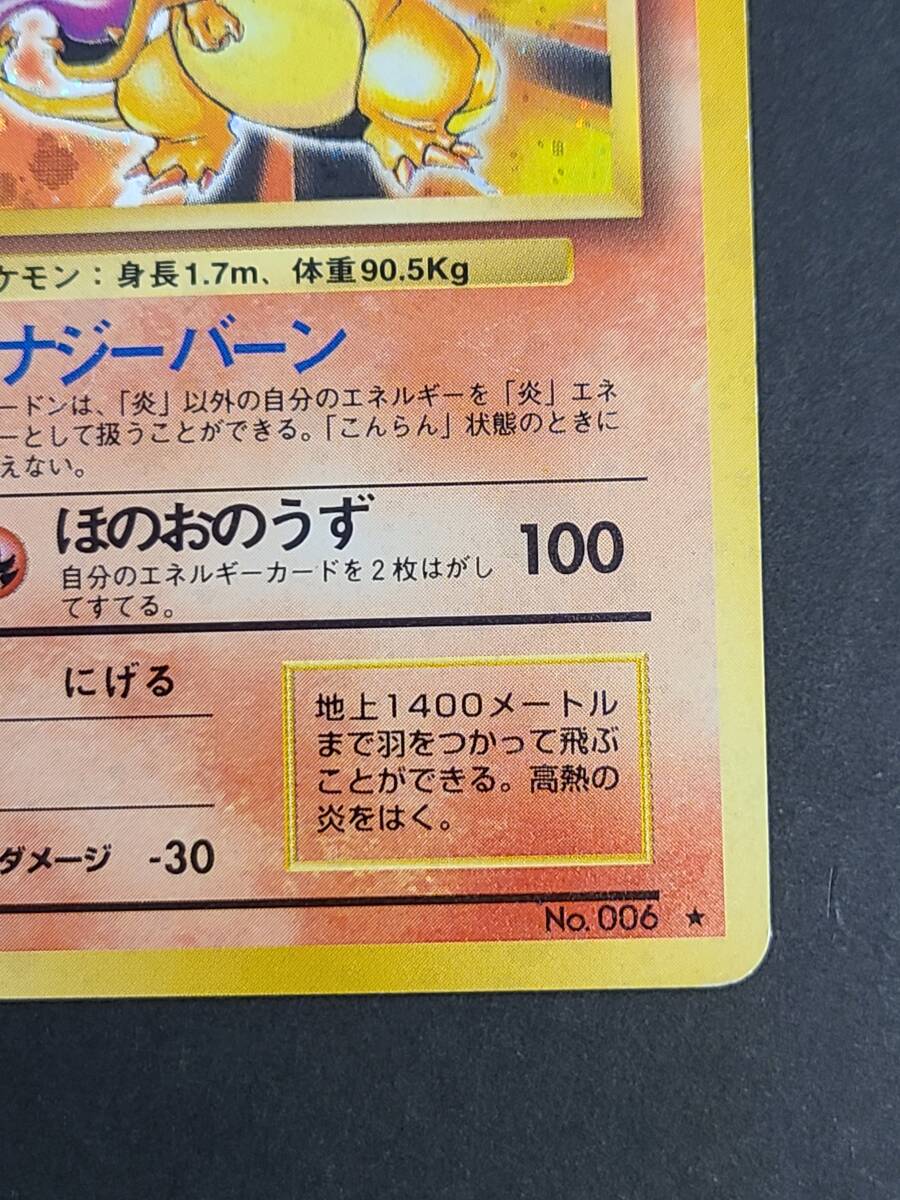 ケモン：身長1.7m、体重90.5Kg
ナジーバーン
ードンは、「炎」以外の自分のエネルギーを「炎」エネ
ーとして扱うことができる。「こんらん」状態のときに
えない。
ほのおのうず 100
自分のエネルギーカードを2枚はがし
てすてる。
にげる
地上1400メートル
まで羽をつかって飛ぶ
ことができる。高熱の
炎をはく。
ダメージ -30
No.006 ★